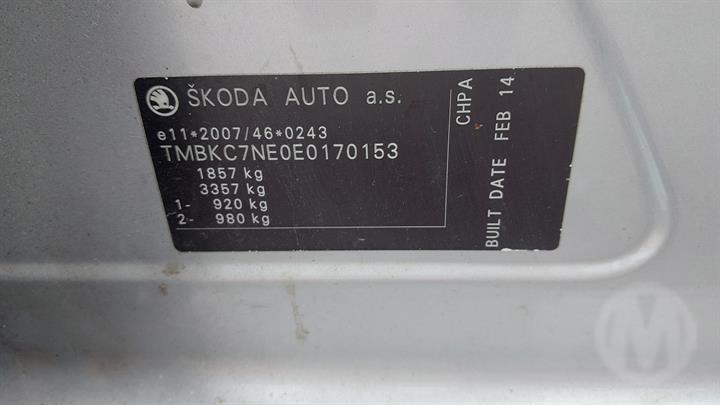 ŠKODA AUTO a.s.
e11*2007/46*0243
TMBKC7NE0E0170153
1857 kg
3357 kg
1- 920 kg
2- 980 kg
CHPA
BUILT DATE FEB 14
M